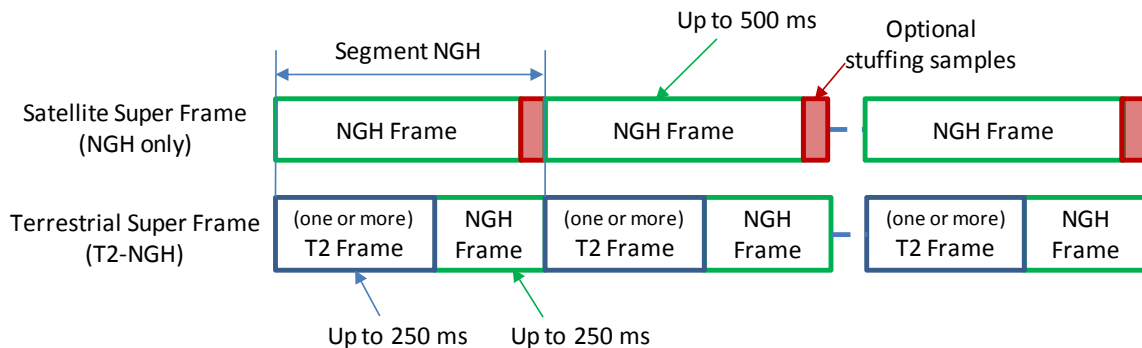 Up to 500 ms
Optional
stuffing samples
Segment NGH
Satellite Super Frame
(NGH only)
NGH Frame
NGH Frame
NGH Frame
Terrestrial Super Frame
(T2-NGH)
(one or more)
T2 Frame
NGH
Frame
(one or more)
T2 Frame
NGH
Frame
(one or more)
T2 Frame
NGH
Frame
Up to 250 ms
Up to 250 ms